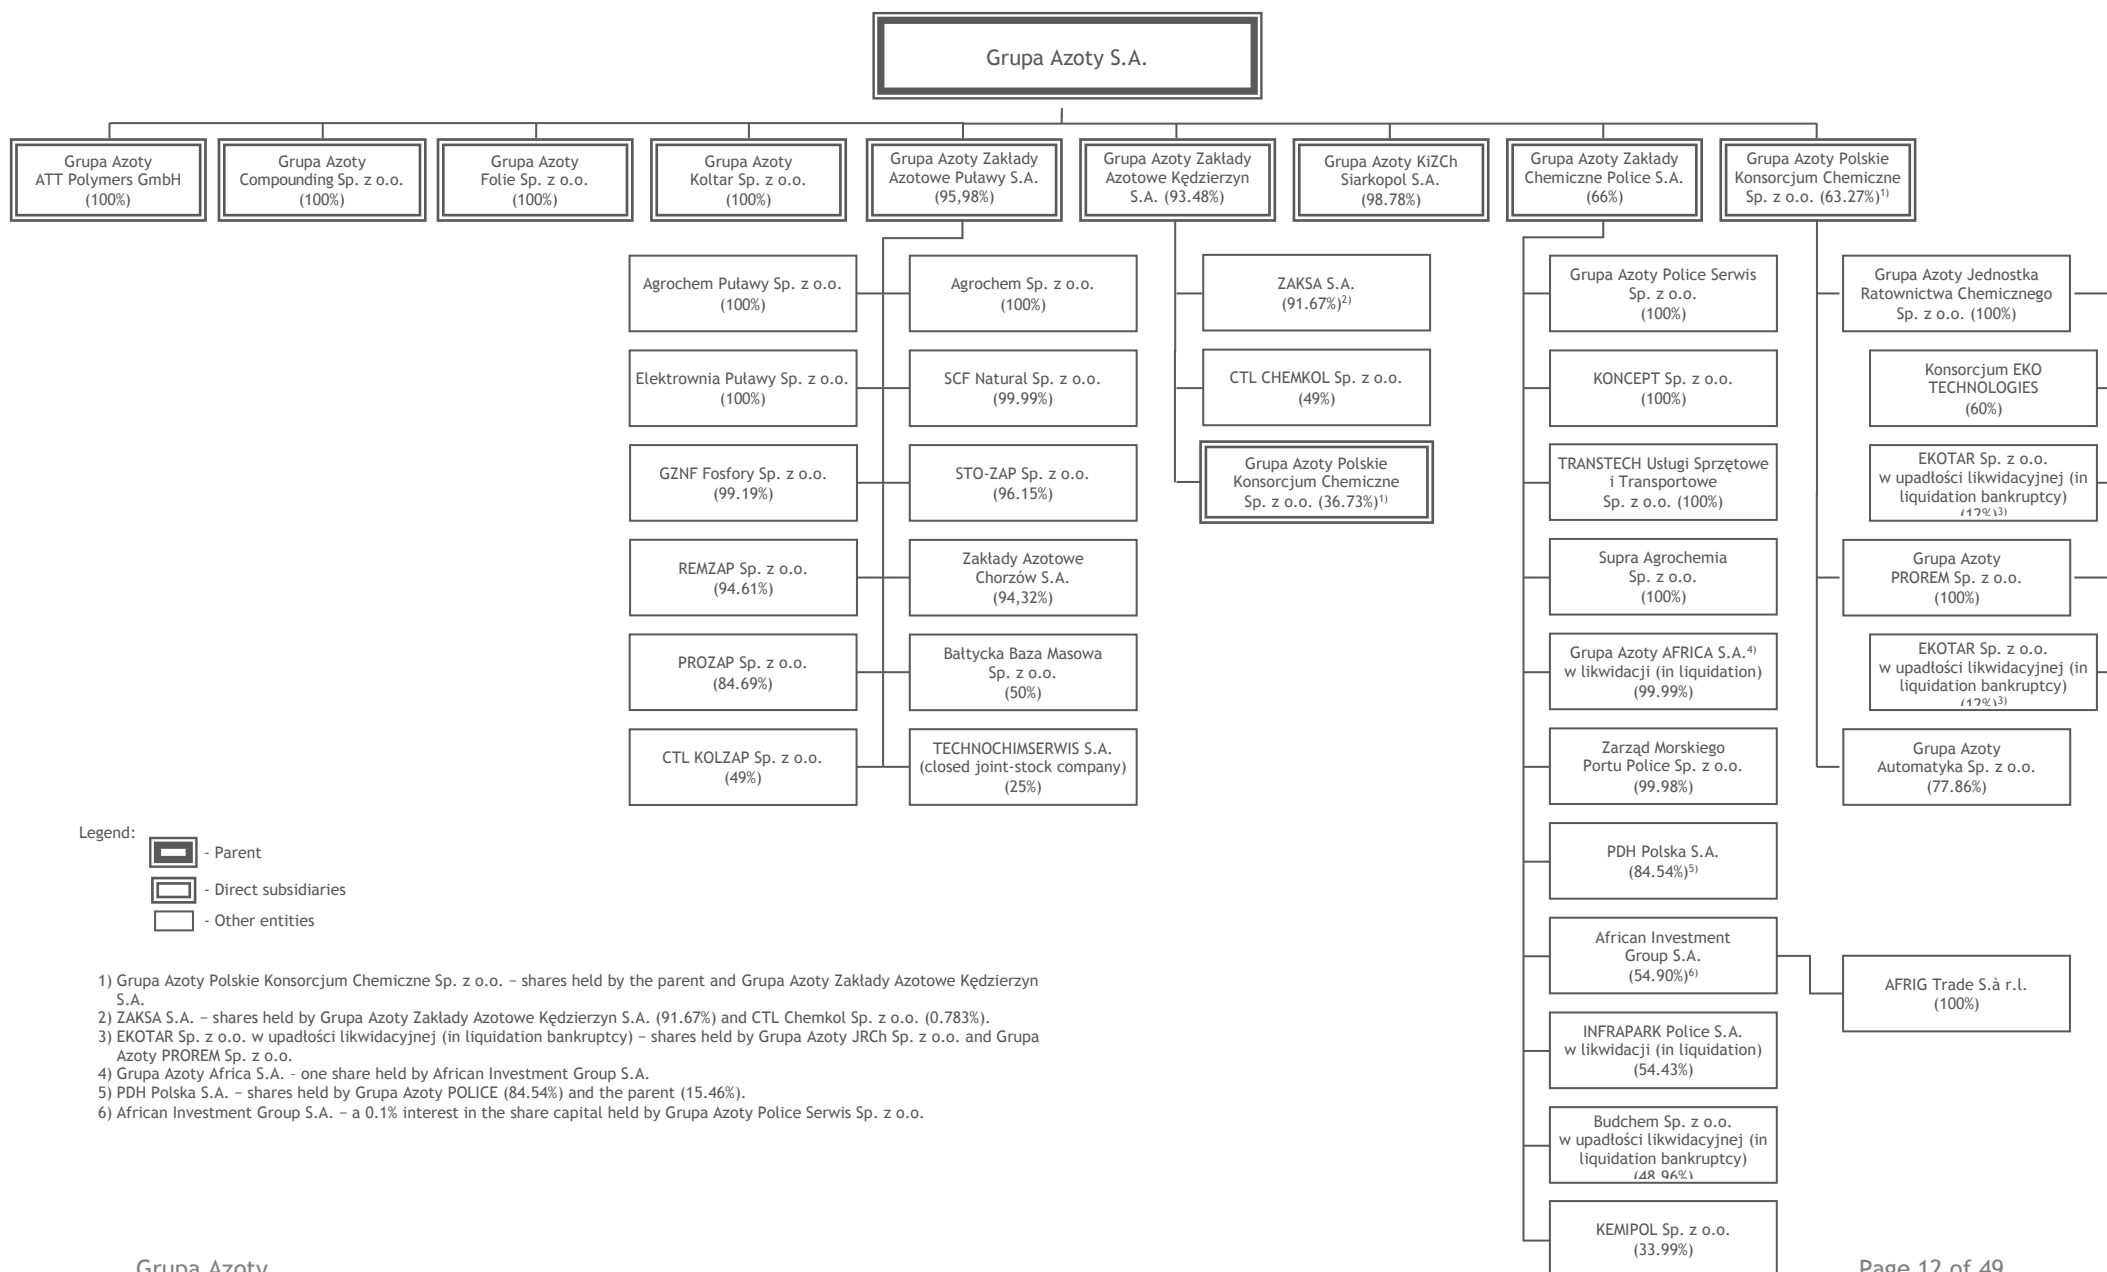 Grupa Azoty S.A.
Grupa Azoty
ATT Polymers GmbH
(100%)
Grupa Azoty
Compounding Sp. z o.o.
(100%)
Grupa Azoty
Folie Sp. z o.o.
(100%)
Grupa Azoty
Koltar Sp. z o.o.
(100%)
Grupa Azoty Zakłady
Azotowe Puławy S.A.
(95,98%)
Grupa Azoty Zakłady
Azotowe Kędzierzyn
S.A. (93.48%)
Grupa Azoty KiZCh
Siarkopol S.A.
(98.78%)
Grupa Azoty Zakłady
Chemiczne Police S.A.
(66%)
Grupa Azoty Polskie
Konsorcjum Chemiczne
Sp. z o.o. (63.27%)1)
Agrochem Puławy Sp. z o.o.
(100%)
Elektrownia Puławy Sp. z o.o.
(100%)
GZNF Fosfory Sp. z o.o.
(99.19%)
REMZAP Sp. z o.o.
(94.61%)
PROZAP Sp. z o.o.
(84.69%)
CTL KOLZAP Sp. z o.o.
(49%)
Agrochem Sp. z o.o.
(100%)
SCF Natural Sp. z o.o.
(99.99%)
STO-ZAP Sp. z o.o.
(96.15%)
Zakłady Azotowe
Chorzów S.A.
(94,32%)
Bałtycka Baza Masowa
Sp. z o.o.
(50%)
TECHNOCHIMSERWIS S.A.
(closed joint-stock company)
(25%)
ZAKSA S.A.
(91.67%)2)
CTL CHEMKOL Sp. z o.o.
(49%)
Grupa Azoty Polskie
Konsorcjum Chemiczne
Sp. z o.o. (36.73%)1)
Grupa Azoty Police Serwis
Sp. z o.o.
(100%)
KONCEPT Sp. z o.o.
(100%)
TRANSTECH Usługi Sprzętowe
i Transportowe
Sp. z o.o. (100%)
Supra Agrochemia
Sp. z o.o.
(100%)
Grupa Azoty AFRICA S.A.4)
w likwidacji (in liquidation)
(99.99%)
Zarząd Morskiego
Portu Police Sp. z o.o.
(99.98%)
PDH Polska S.A.
(84.54%)5)
African Investment
Group S.A.
(54.90%)6)
INFRAPARK Police S.A.
w likwidacji (in liquidation)
(54.43%)
Budchem Sp. z o.o.
w upadłości likwidacyjnej (in
liquidation bankruptcy)
(48.96%)
KEMIPOL Sp. z o.o.
(33.99%)
Grupa Azoty Jednostka
Ratownictwa Chemicznego
Sp. z o.o. (100%)
Konsorcjum EKO
TECHNOLOGIES
(60%)
EKOTAR Sp. z o.o.
w upadłości likwidacyjnej (in
liquidation bankruptcy)
(12%)3)
Grupa Azoty
PROREM Sp. z o.o.
(100%)
EKOTAR Sp. z o.o.
w upadłości likwidacyjnej (in
liquidation bankruptcy)
(12%)3)
Grupa Azoty
Automatyka Sp. z o.o.
(77.86%)
AFRIG Trade S.à r.l.
(100%)
Legend:
- Parent
- Direct subsidiaries
- Other entities
1) Grupa Azoty Polskie Konsorcjum Chemiczne Sp. z o.o. – shares held by the parent and Grupa Azoty Zakłady Azotowe Kędzierzyn
S.A.
2) ZAKSA S.A. – shares held by Grupa Azoty Zakłady Azotowe Kędzierzyn S.A. (91.67%) and CTL Chemkol Sp. z o.o. (0.783%).
3) EKOTAR Sp. z o.o. w upadłości likwidacyjnej (in liquidation bankruptcy) – shares held by Grupa Azoty JRCh Sp. z o.o. and Grupa
Azoty PROREM Sp. z o.o.
4) Grupa Azoty Africa S.A. - one share held by African Investment Group S.A.
5) PDH Polska S.A. – shares held by Grupa Azoty POLICE (84.54%) and the parent (15.46%).
6) African Investment Group S.A. – a 0.1% interest in the share capital held by Grupa Azoty Police Serwis Sp. z o.o.
Grupa Azoty
Page 12 of 49